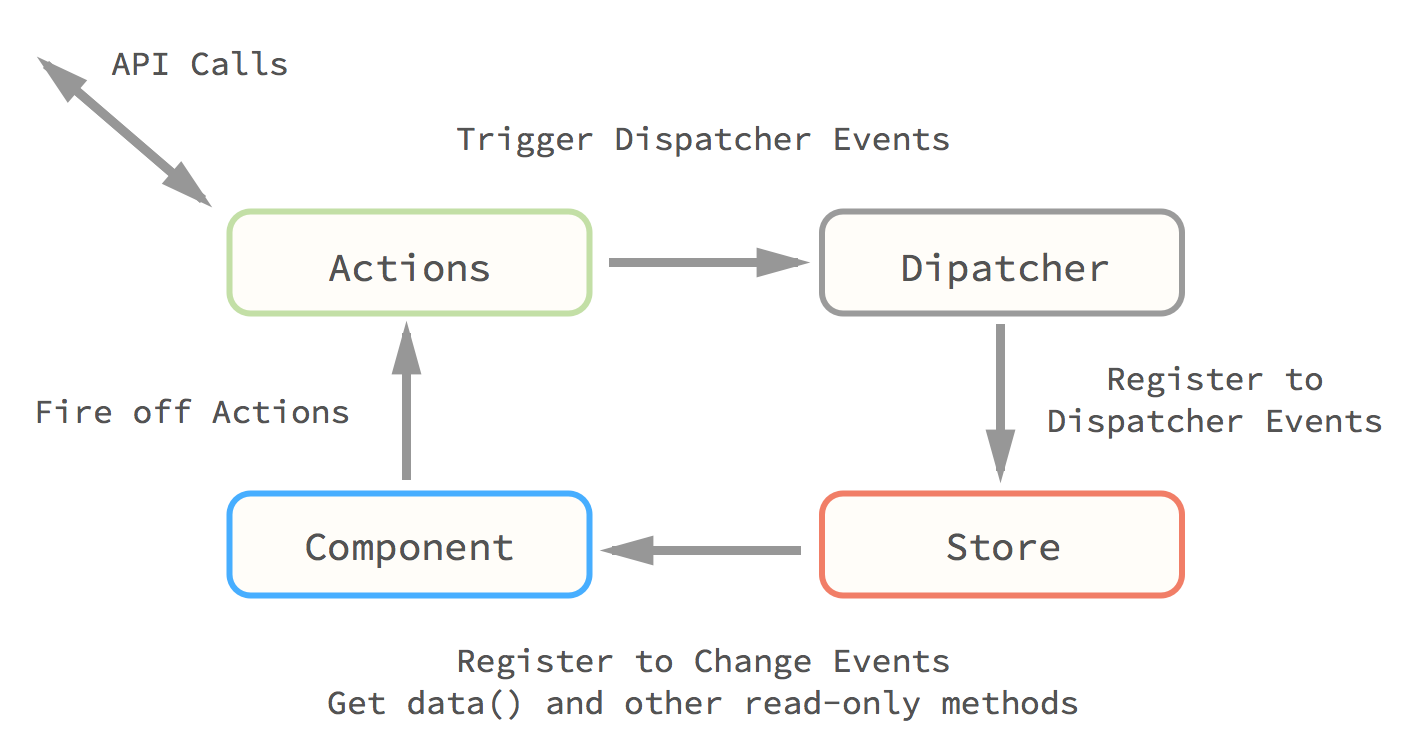 API Calls
Trigger Dispatcher Events
Actions
Dipatcher
Register to
Dispatcher Events
Fire off Actions
Component
Store
Register to Change Events
Get data() and other read-only methods